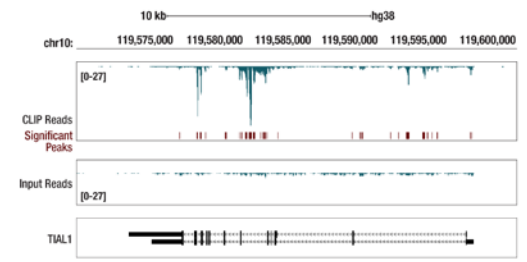 10 kb hg38
chr10: 119,575,000 119,580,000 119,585,000 119,590,000 119,595,000 119,600,000
[0-27]
CLIP Reads
Significant
Peaks
Input Reads
[0-27]
TIAL1